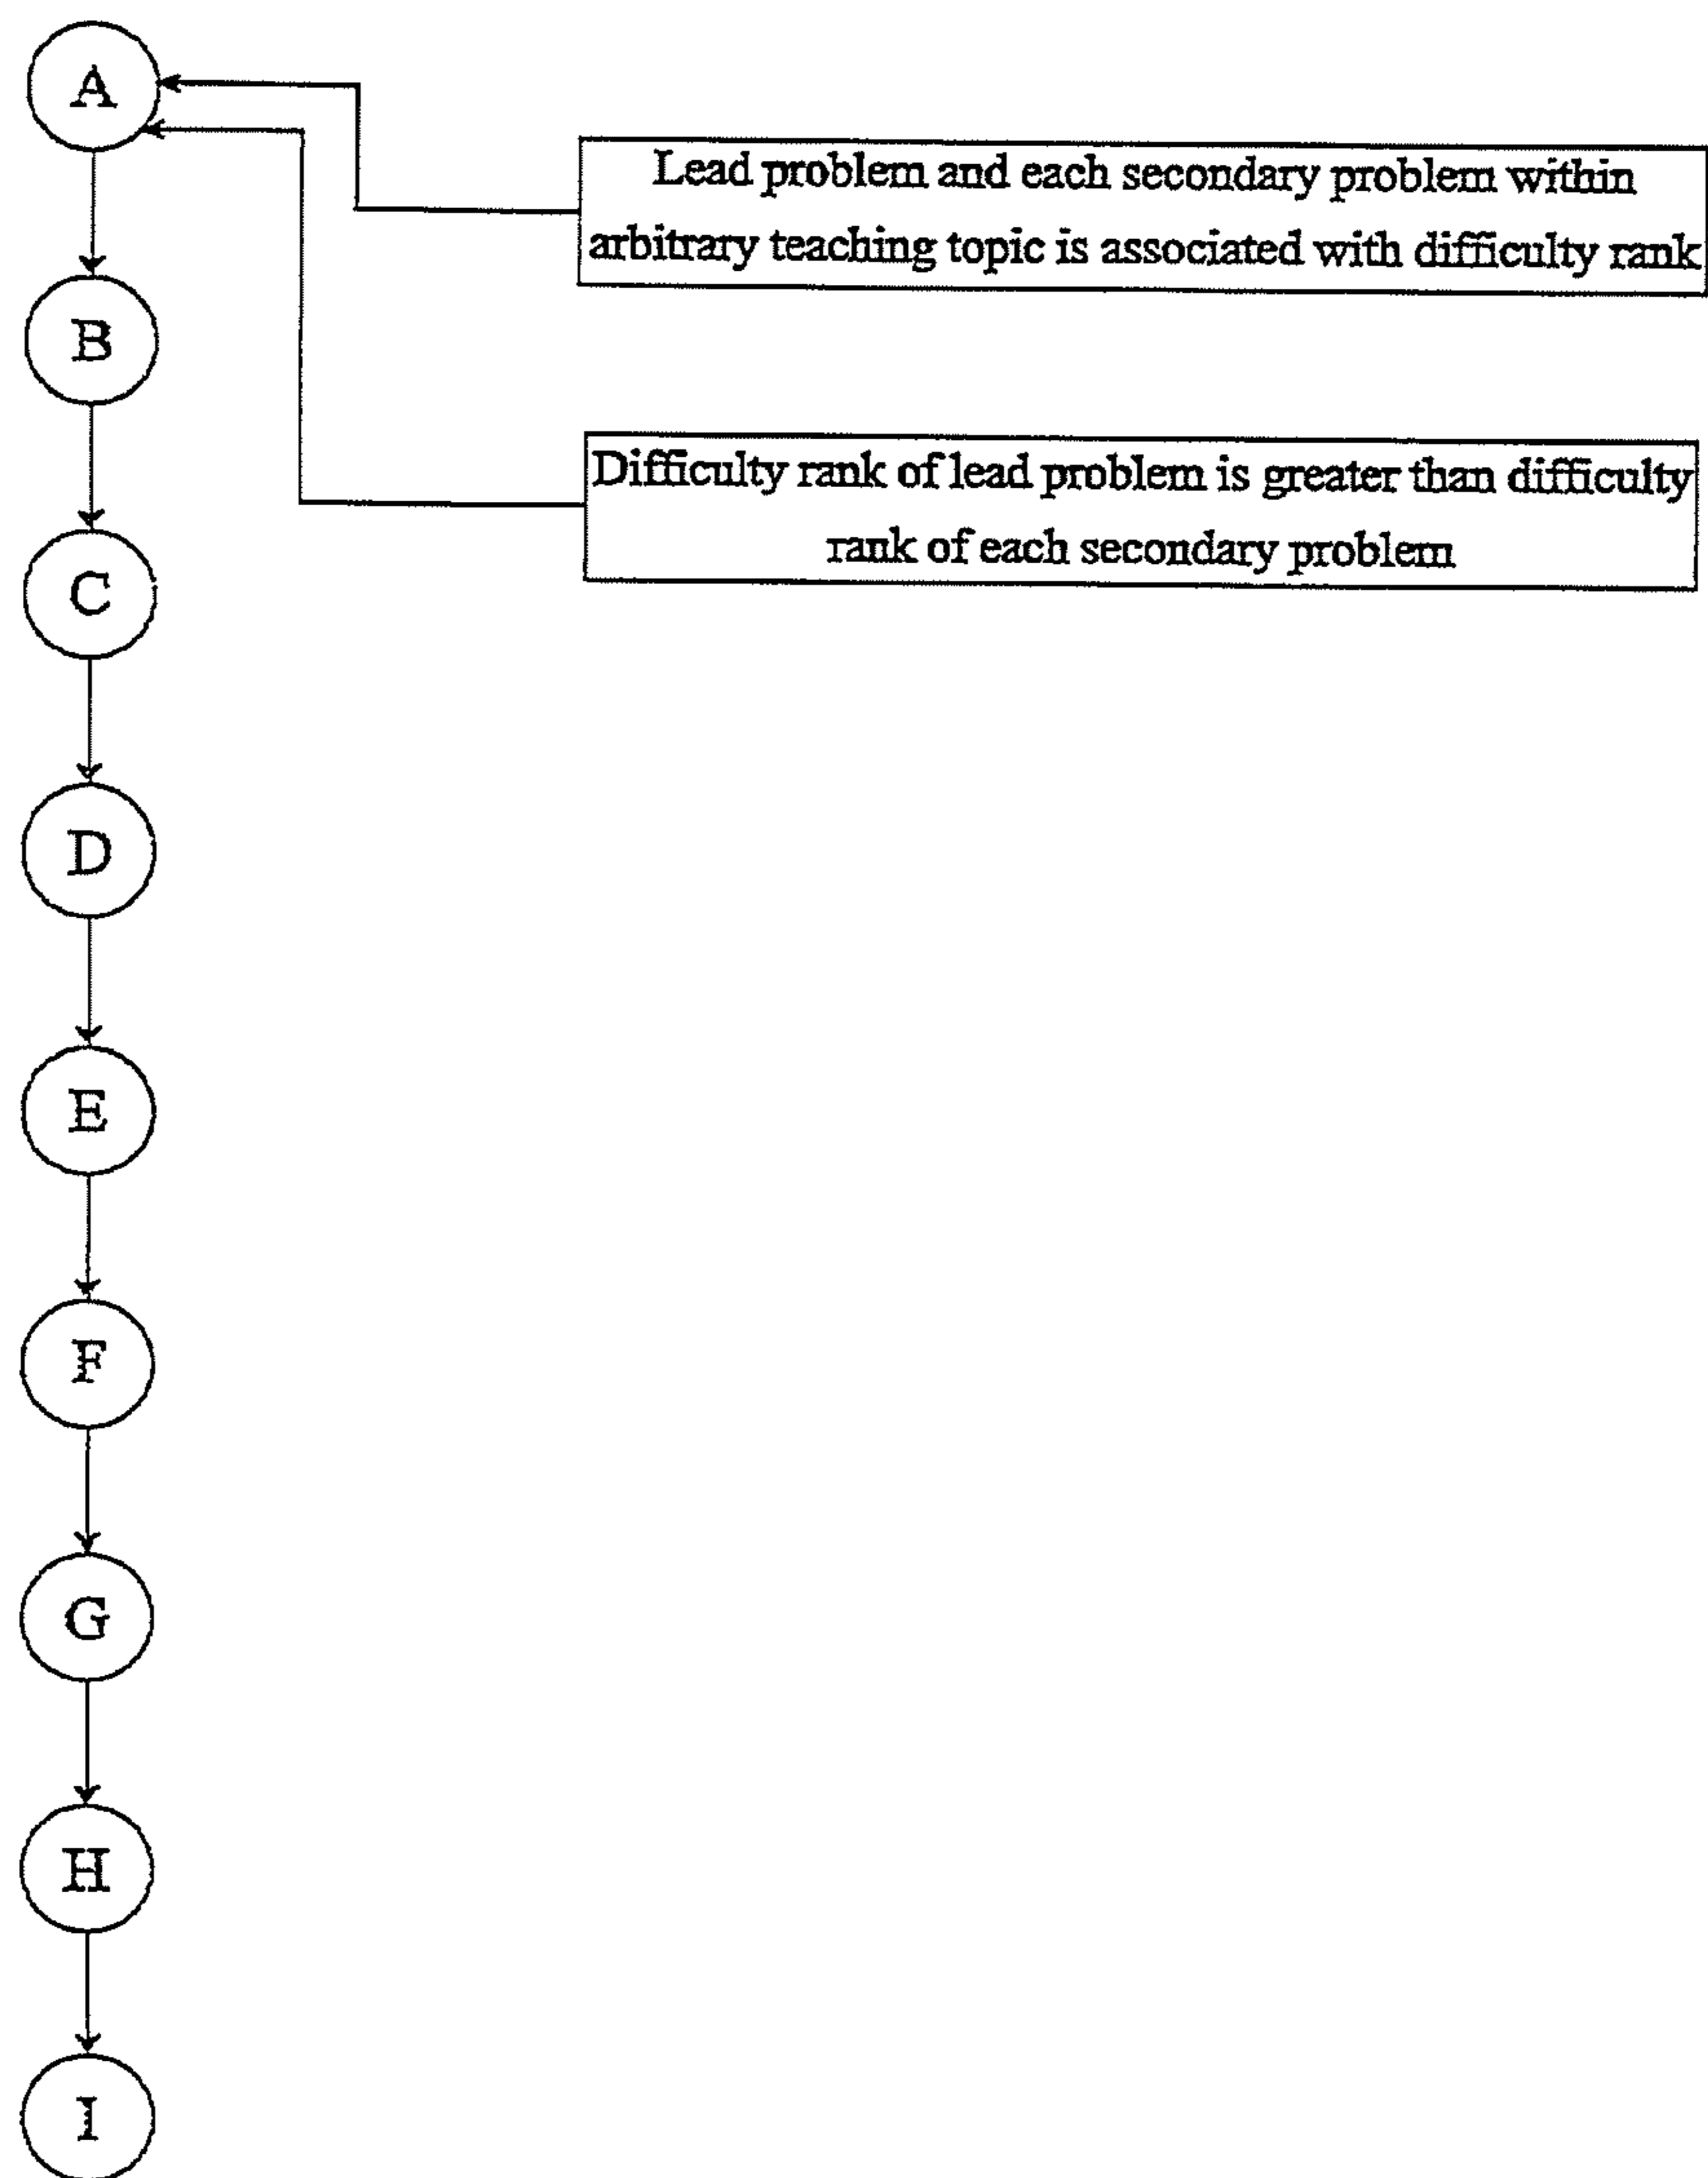 A
Lead problem and each secondary problem within
arbitrary teaching topic is associated with difficulty rank
B
Difficulty rank of lead problem is greater than difficulty
rank of each secondary problem
C
D
E
F
G
H
I